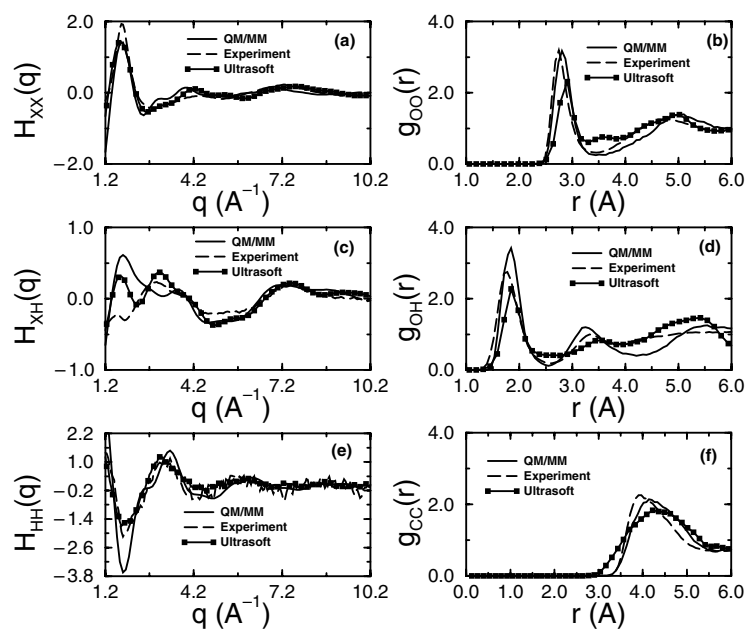 QM/MM
Experiment
Ultrasoft
(a)
H_XX(q)
2.0
0.0
−2.0
1.2 4.2 7.2 10.2
q (A⁻¹)
QM/MM
Experiment
Ultrasoft
(b)
g_OO(r)
4.0
2.0
0.0
1.0 2.0 3.0 4.0 5.0 6.0
r (A)
QM/MM
Experiment
Ultrasoft
(c)
H_XH(q)
1.0
0.0
−1.0
1.2 4.2 7.2 10.2
q (A⁻¹)
QM/MM
Experiment
Ultrasoft
(d)
g_OH(r)
4.0
2.0
0.0
1.0 2.0 3.0 4.0 5.0 6.0
r (A)
(e)
QM/MM
Experiment
Ultrasoft
H_HH(q)
2.2
1.0
−0.2
−1.4
−2.6
−3.8
1.2 4.2 7.2 10.2
q (A⁻¹)
QM/MM
Experiment
Ultrasoft
(f)
g_CC(r)
4.0
2.0
0.0
0.0 1.0 2.0 3.0 4.0 5.0 6.0
r (A)